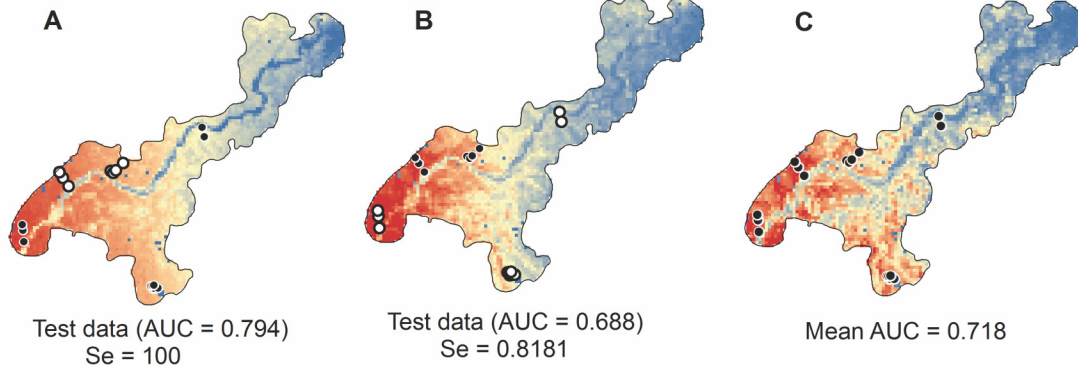 A
B
C
Test data (AUC = 0.794)
Se = 100
Test data (AUC = 0.688)
Se = 0.8181
Mean AUC = 0.718